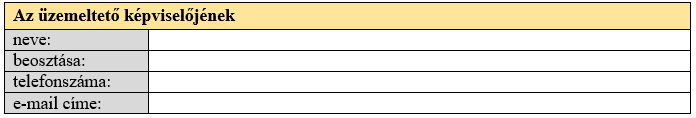 Az üzemeltető képviselőjének
neve:
beosztása:
telefonszáma:
e-mail címe: